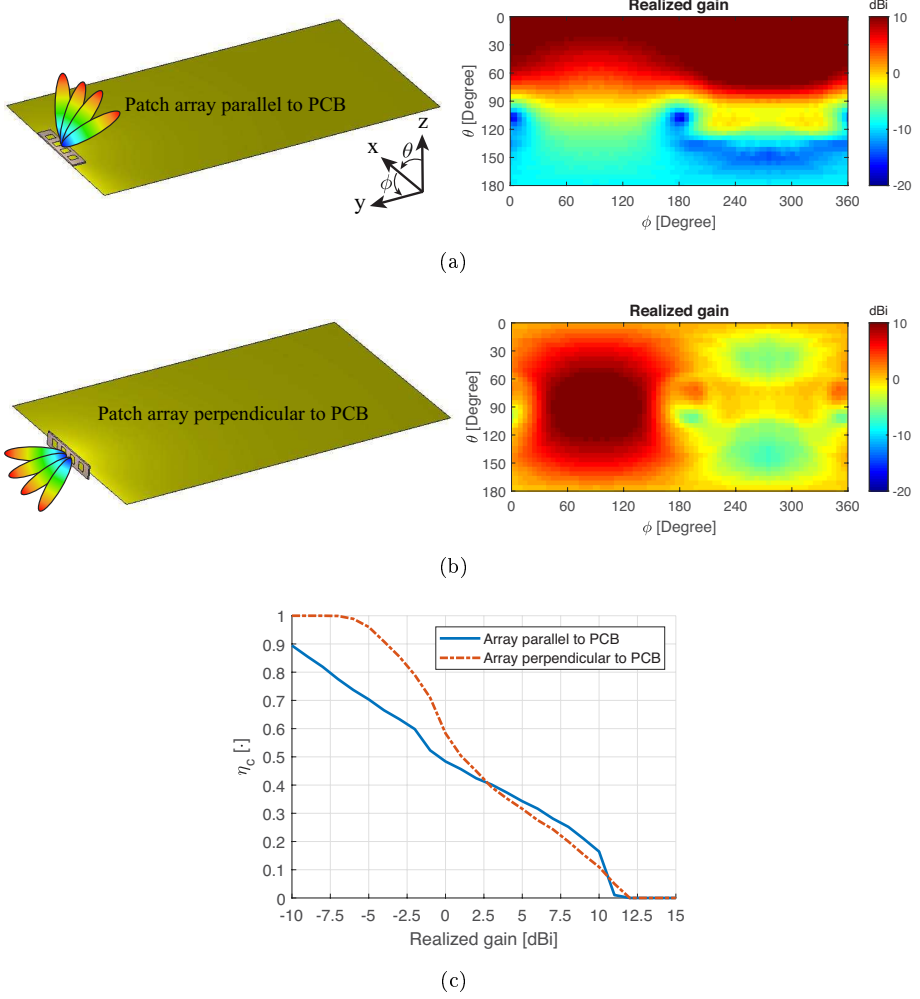 Patch array parallel to PCB
z
x
θ
ϕ
y
Realized gain
dBi
0
30
60
90
120
150
180
θ [Degree]
0 60 120 180 240 300 360
ϕ [Degree]
10
0
-10
-20
(a)
Patch array perpendicular to PCB
Realized gain
dBi
0
30
60
90
120
150
180
θ [Degree]
0 60 120 180 240 300 360
ϕ [Degree]
10
0
-10
-20
(b)
1
0.9
0.8
0.7
0.6
0.5
0.4
0.3
0.2
0.1
0
ηc [·]
Array parallel to PCB
Array perpendicular to PCB
-10 -7.5 -5 -2.5 0 2.5 5 7.5 10 12.5 15
Realized gain [dBi]
(c)